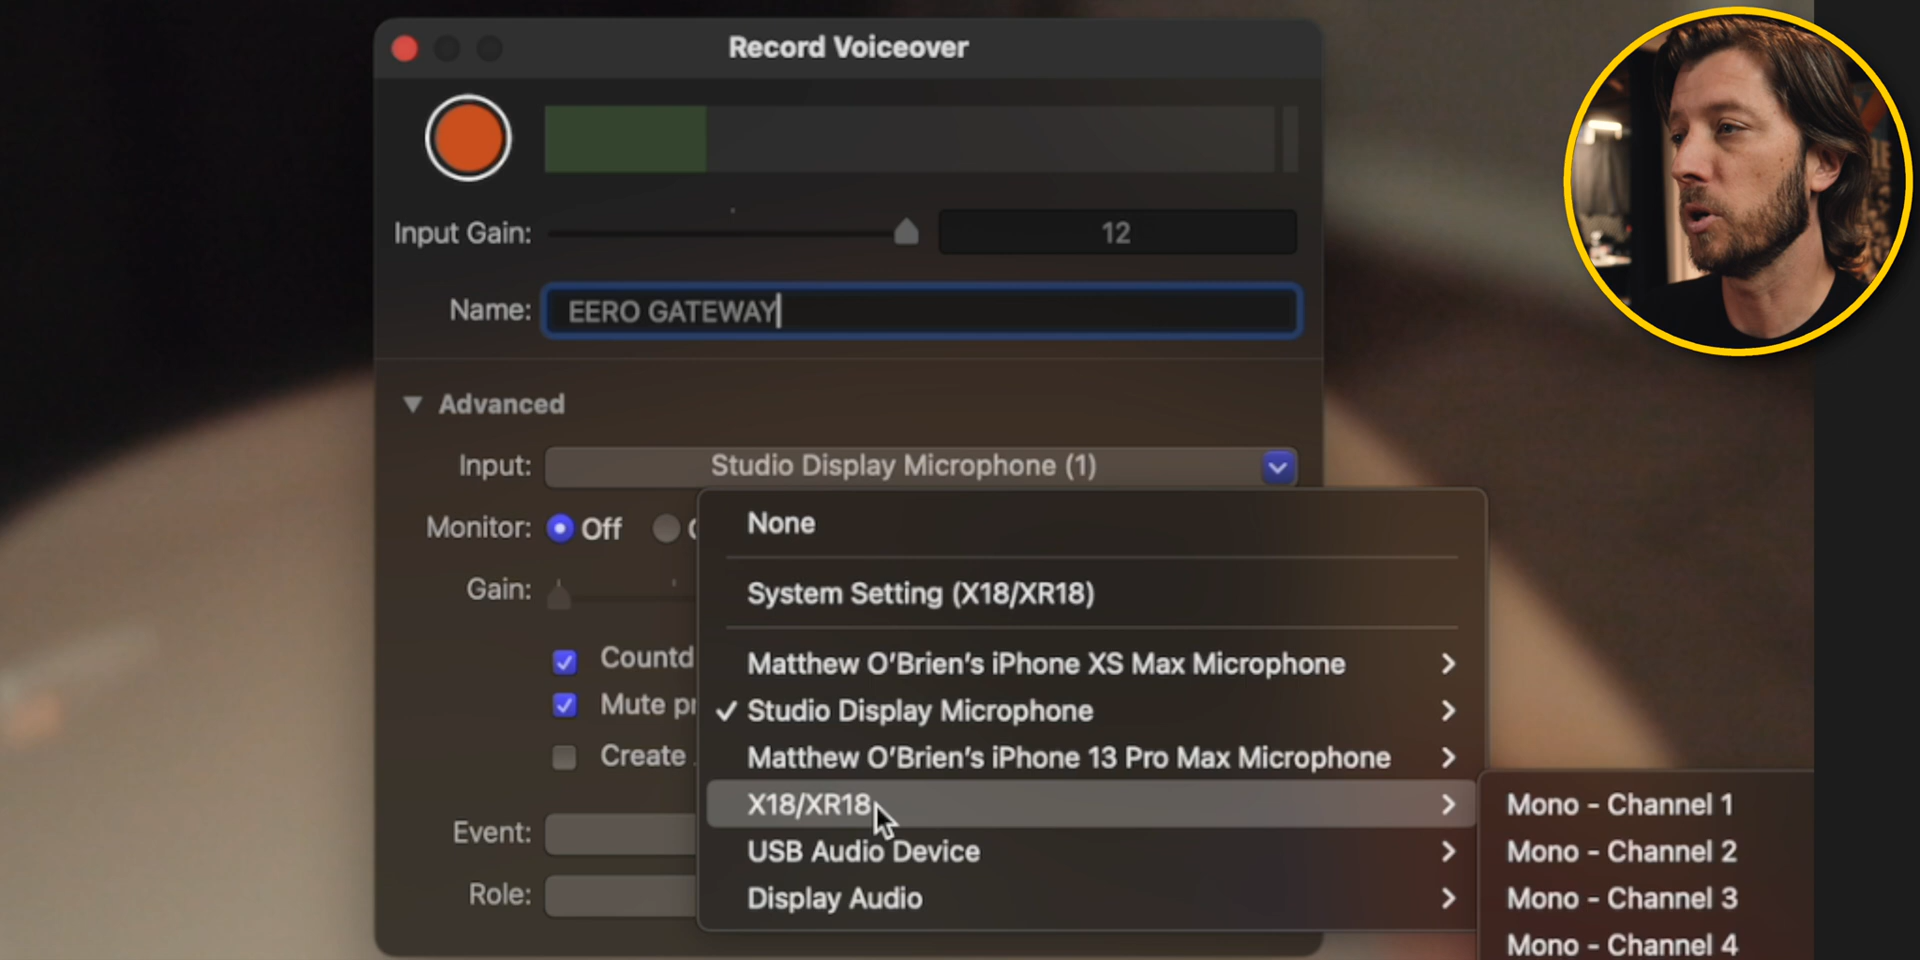 Record Voiceover
Input Gain:
12
Name:
EERO GATEWAY
Advanced
Input:
Studio Display Microphone (1)
Monitor:
Off
Gain:
Countd
Mute pr
Create
Event:
Role:
None
System Setting (X18/XR18)
Matthew O’Brien’s iPhone XS Max Microphone
Studio Display Microphone
Matthew O’Brien’s iPhone 13 Pro Max Microphone
X18/XR18
USB Audio Device
Display Audio
Mono - Channel 1
Mono - Channel 2
Mono - Channel 3
Mono - Channel 4